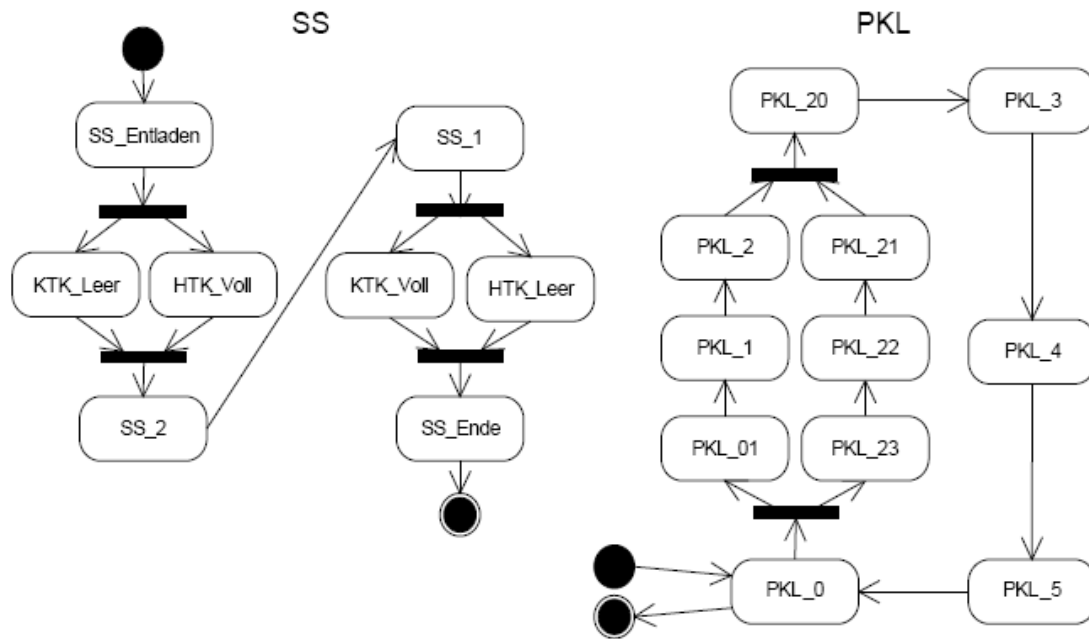 SS
SS_Entladen
KTK_Leer
HTK_Voll
SS_2
SS_1
KTK_Voll
HTK_Leer
SS_Ende
PKL
PKL_20
PKL_3
PKL_2
PKL_21
PKL_1
PKL_22
PKL_4
PKL_01
PKL_23
PKL_0
PKL_5